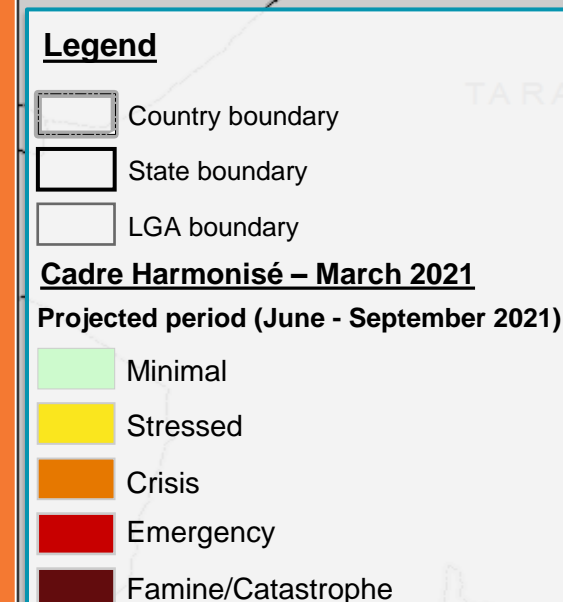 TARA
Legend
Country boundary
State boundary
LGA boundary
Cadre Harmonisé – March 2021
Projected period (June - September 2021)
Minimal
Stressed
Crisis
Emergency
Famine/Catastrophe